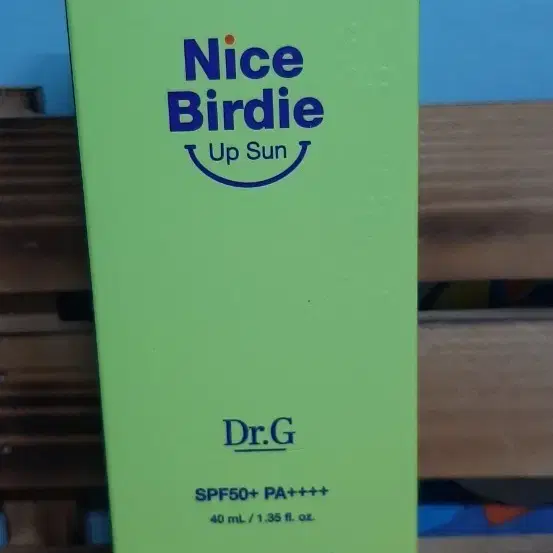 Nice
Birdie
Up Sun
Dr.G
SPF50+ PA++++
40 mL / 1.35 fl. oz.